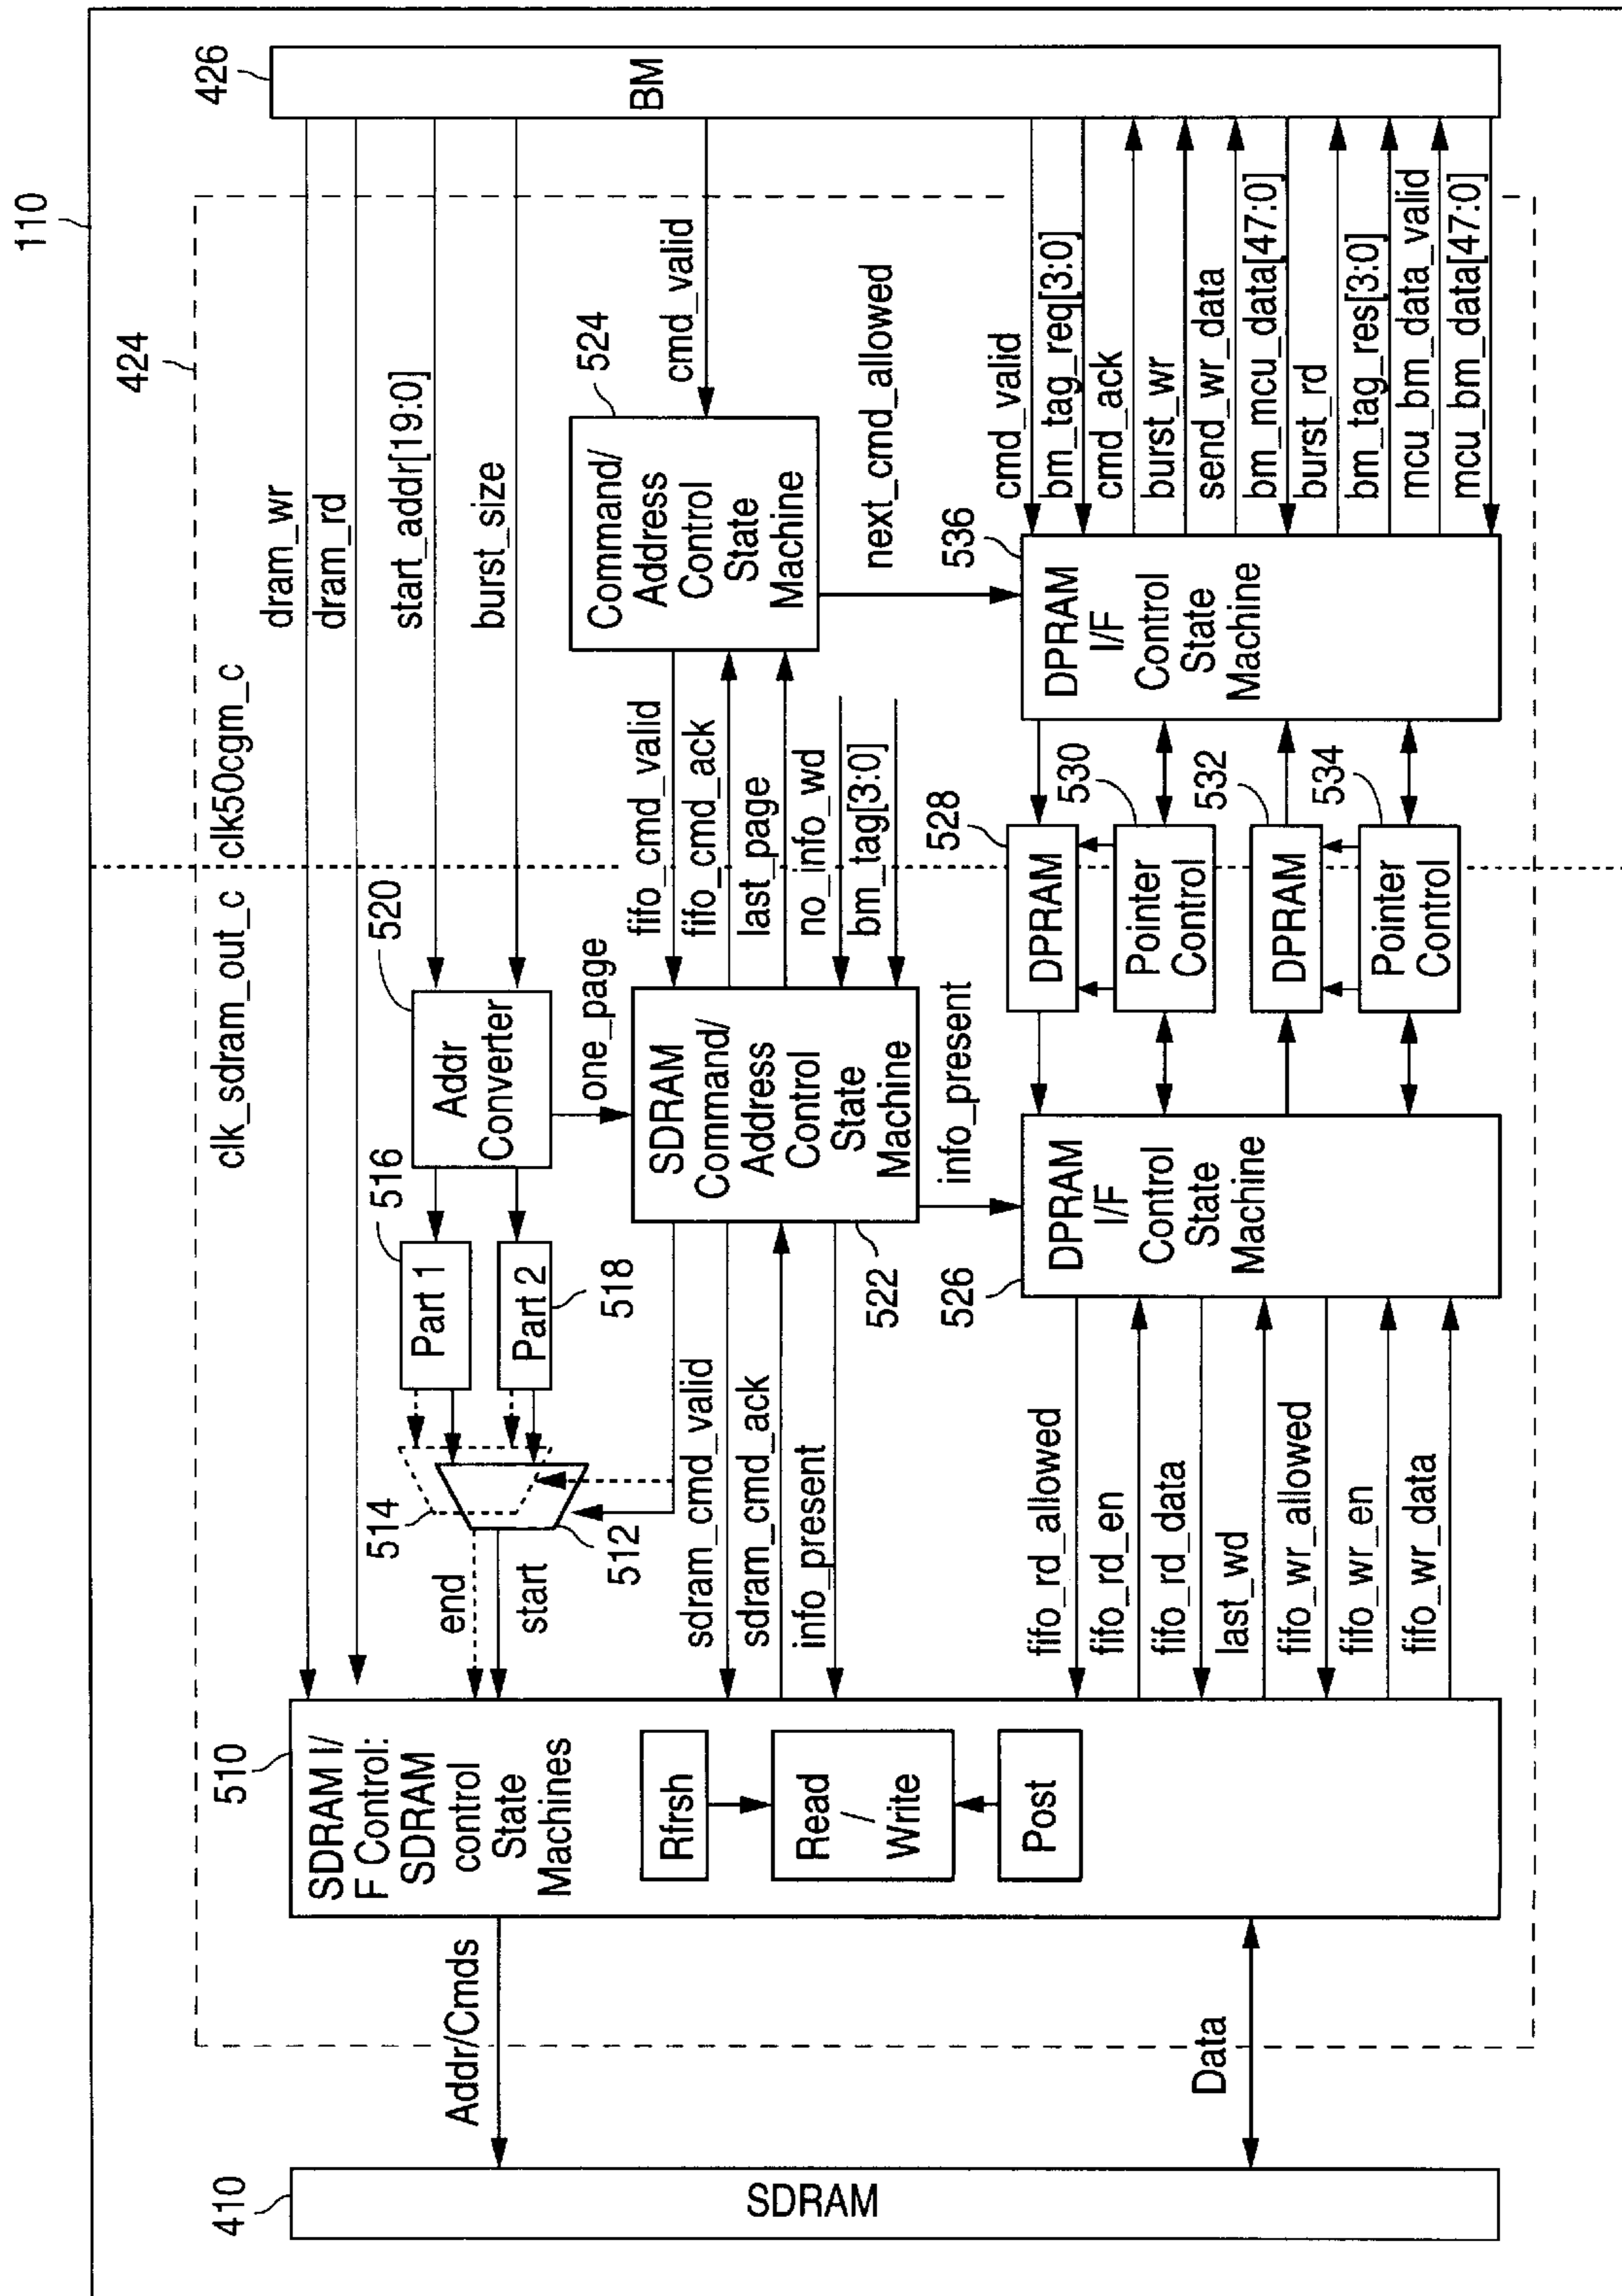 110
424
426
clk_sdram_out_c
clk50cgm_c
410
SDRAM
Addr/Cmds
Data
510
SDRAM I/
F Control:
SDRAM
control
State
Machines
Rfrsh
Read
/
Write
Post
dram_wr
dram_rd
start_addr[19:0]
burst_size
end
start
514
512
516
Part 1
Part 2
518
520
Addr
Converter
one_page
sdram_cmd_valid
sdram_cmd_ack
info_present
SDRAM
Command/
Address
Control
State
Machine
522
info_present
fifo_cmd_valid
fifo_cmd_ack
last_page
no_info_wd
bm_tag[3:0]
524
Command/
Address
Control
State
Machine
cmd_valid
next_cmd_allowed
BM
fifo_rd_allowed
fifo_rd_en
fifo_rd_data
last_wd
fifo_wr_allowed
fifo_wr_en
fifo_wr_data
526
DPRAM
I/F
Control
State
Machine
528
DPRAM
530
Pointer
Control
532
DPRAM
534
Pointer
Control
536
DPRAM
I/F
Control
State
Machine
cmd_valid
bm_tag_req[3:0]
cmd_ack
burst_wr
send_wr_data
bm_mcu_data[47:0]
burst_rd
bm_tag_res[3:0]
mcu_bm_data_valid
mcu_bm_data[47:0]